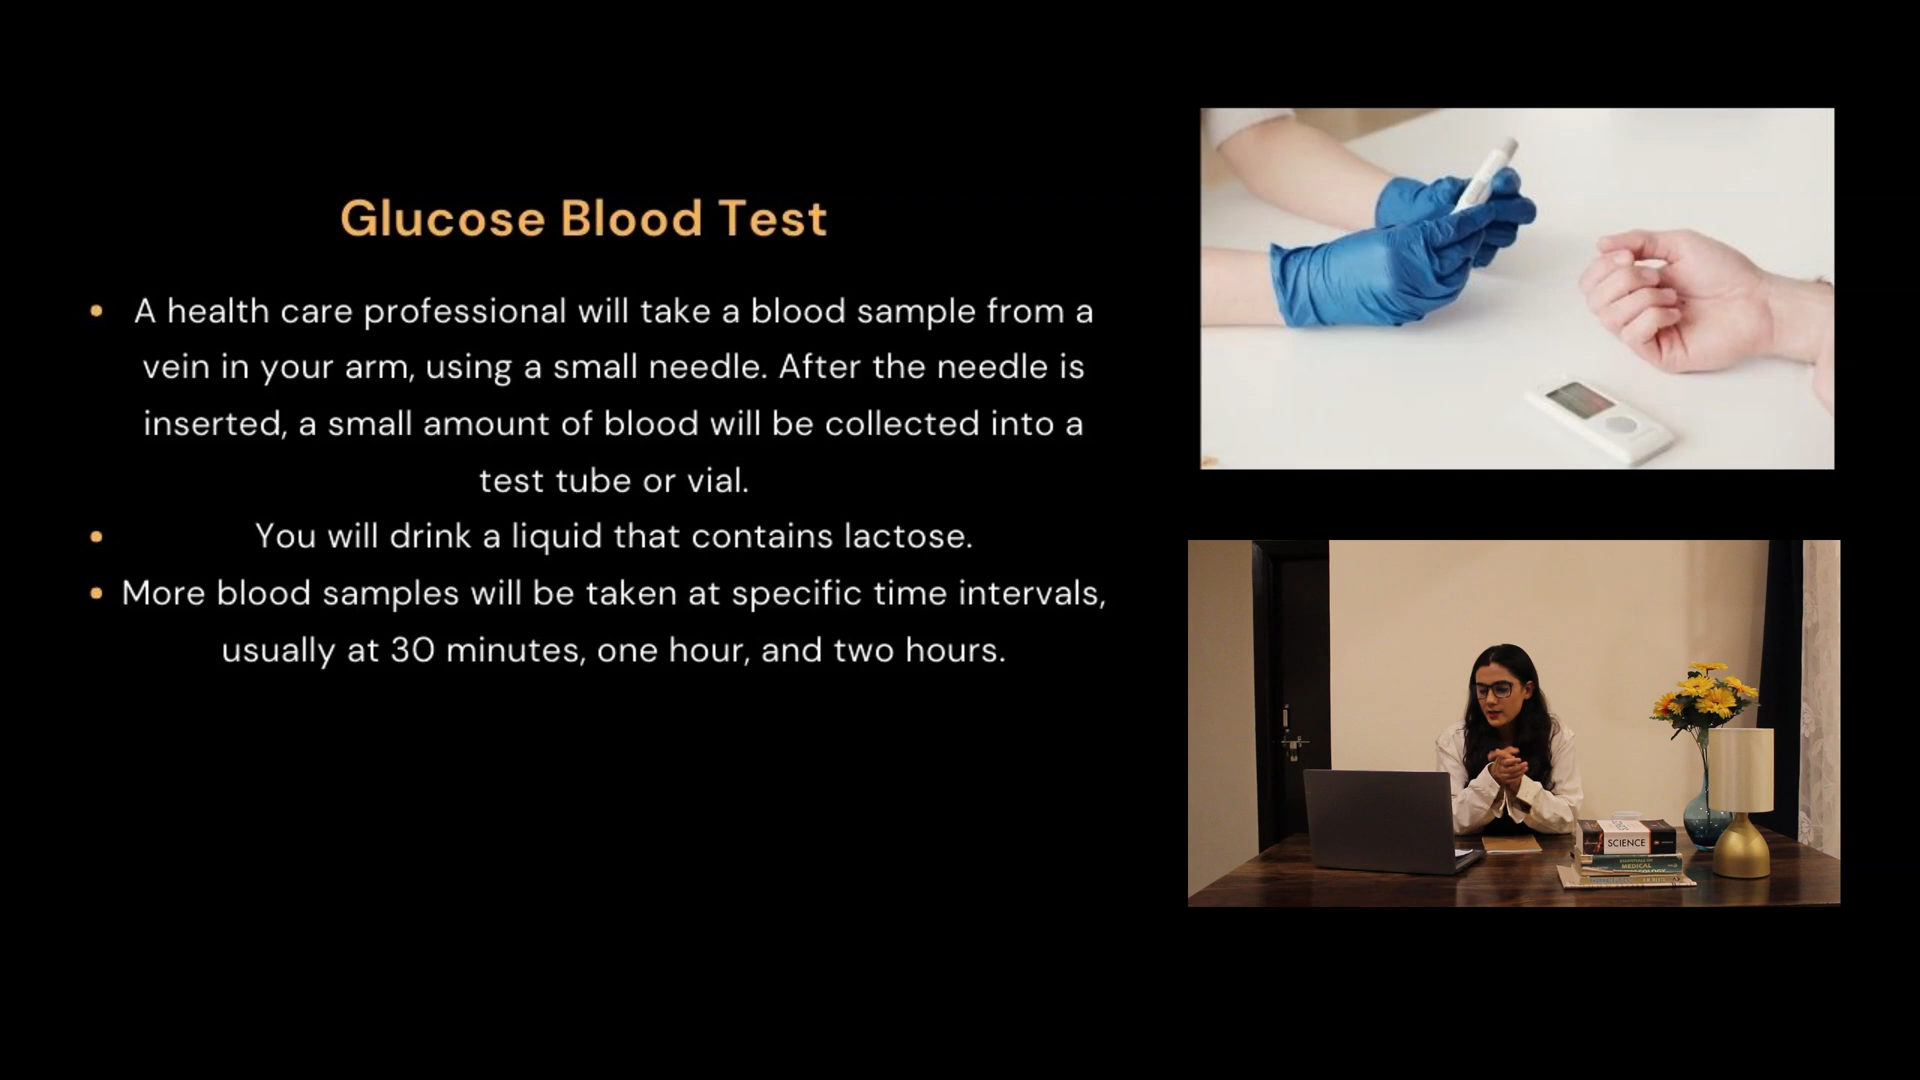 Glucose Blood Test
• A health care professional will take a blood sample from a
vein in your arm, using a small needle. After the needle is
inserted, a small amount of blood will be collected into a
test tube or vial.
• You will drink a liquid that contains lactose.
• More blood samples will be taken at specific time intervals,
usually at 30 minutes, one hour, and two hours.
SCIENCE
MEDICAL